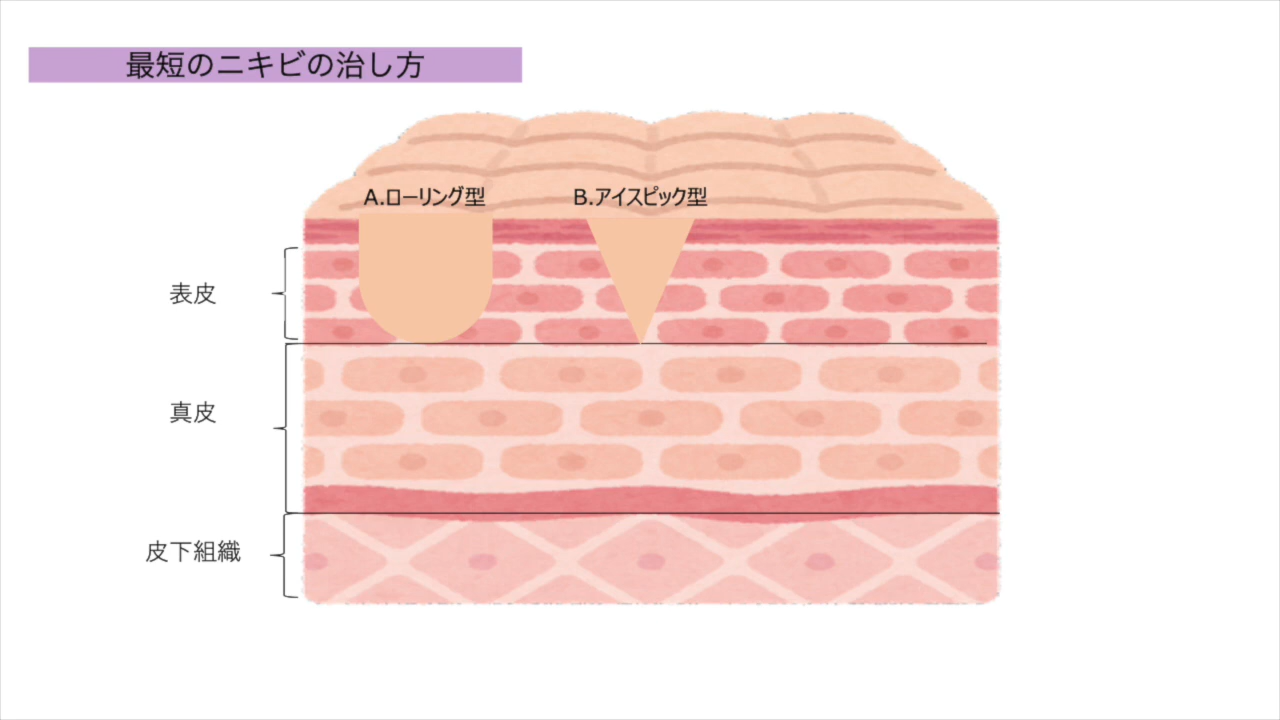 最短のニキビの治し方
A.ローリング型
B.アイスピック型
表皮
真皮
皮下組織